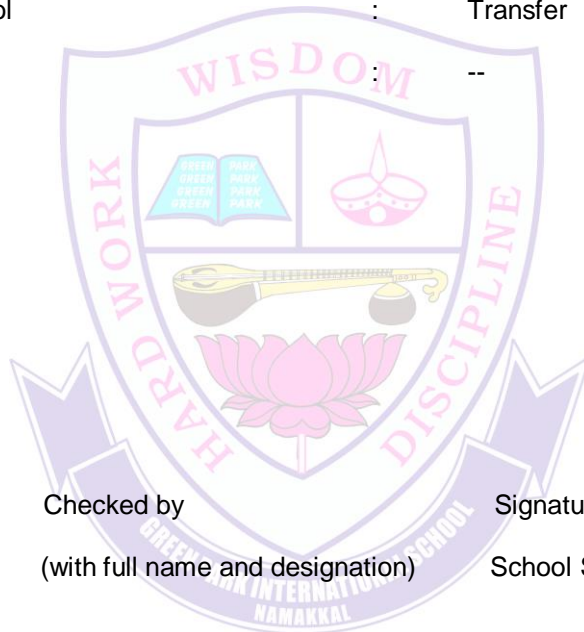 ol : Transfer
: --
WISDOM
HARD WORK
DISCIPLINE
GREEN PARK
GREEN PARK
GREEN PARK
GREEN PARK
Checked by Signatu
(with full name and designation) School S
GREEN PARK INTERNATIONAL SCHOOL
NAMAKKAL